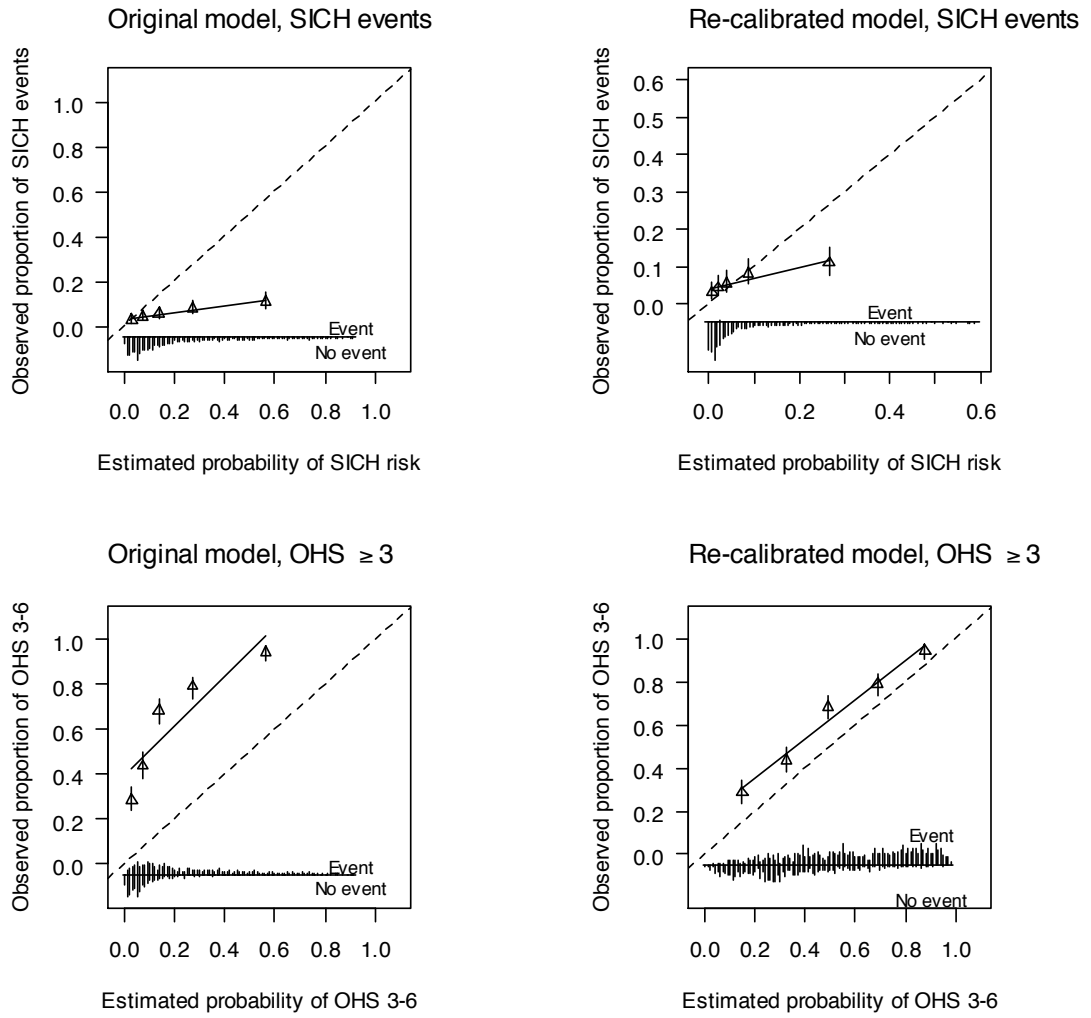 Original model, SICH events
Observed proportion of SICH events
1.0
0.8
0.6
0.4
0.2
0.0
Event
No event
0.0 0.2 0.4 0.6 0.8 1.0
Estimated probability of SICH risk
Re-calibrated model, SICH events
Observed proportion of SICH events
0.6
0.5
0.4
0.3
0.2
0.1
0.0
Event
No event
0.0 0.2 0.4 0.6
Estimated probability of SICH risk
Original model, OHS ≥ 3
Observed proportion of OHS 3-6
1.0
0.8
0.6
0.4
0.2
0.0
Event
No event
0.0 0.2 0.4 0.6 0.8 1.0
Estimated probability of OHS 3-6
Re-calibrated model, OHS ≥ 3
Observed proportion of OHS 3-6
1.0
0.8
0.6
0.4
0.2
0.0
Event
No event
0.0 0.2 0.4 0.6 0.8 1.0
Estimated probability of OHS 3-6